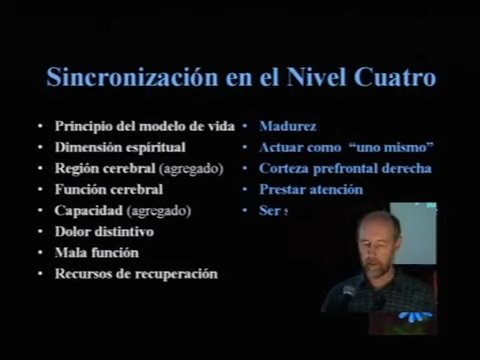 Sincronización en el Nivel Cuatro
• Principio del modelo de vida
• Dimensión espíritual
• Región cerebral (agregado)
• Función cerebral
• Capacidad (agregado)
• Dolor distintivo
• Mala función
• Recursos de recuperación
• Madurez
• Actuar como “uno mismo”
• Corteza prefrontal derecha
• Prestar atención
• Ser